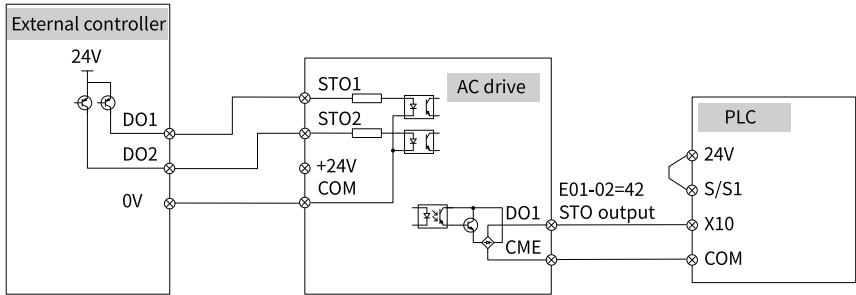 External controller
24V
DO1
DO2
0V
STO1
STO2
+24V
COM
AC drive
DO1
CME
E01-02=42
STO output
PLC
24V
S/S1
X10
COM